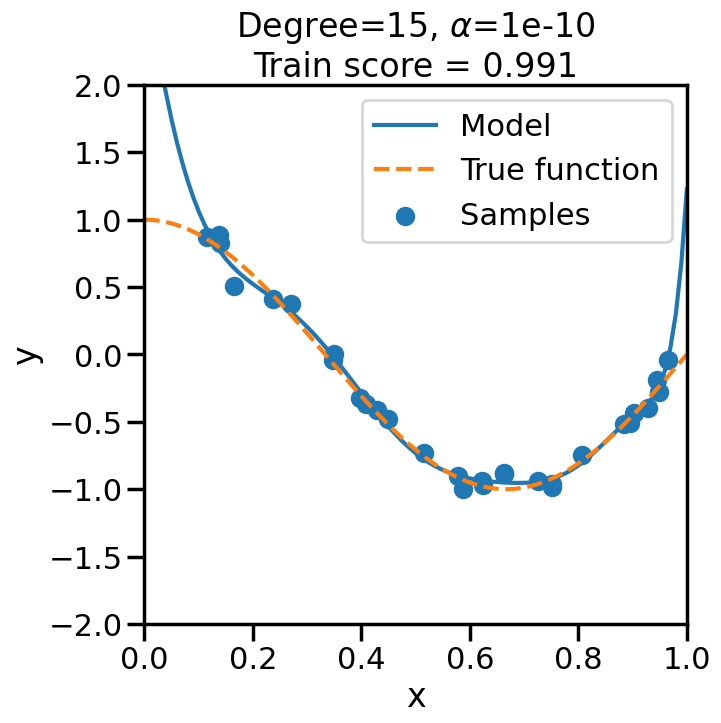 Degree=15, α=1e-10
Train score = 0.991
2.0
1.5
1.0
0.5
0.0
−0.5
−1.0
−1.5
−2.0
y
Model
True function
Samples
0.0 0.2 0.4 0.6 0.8 1.0
x